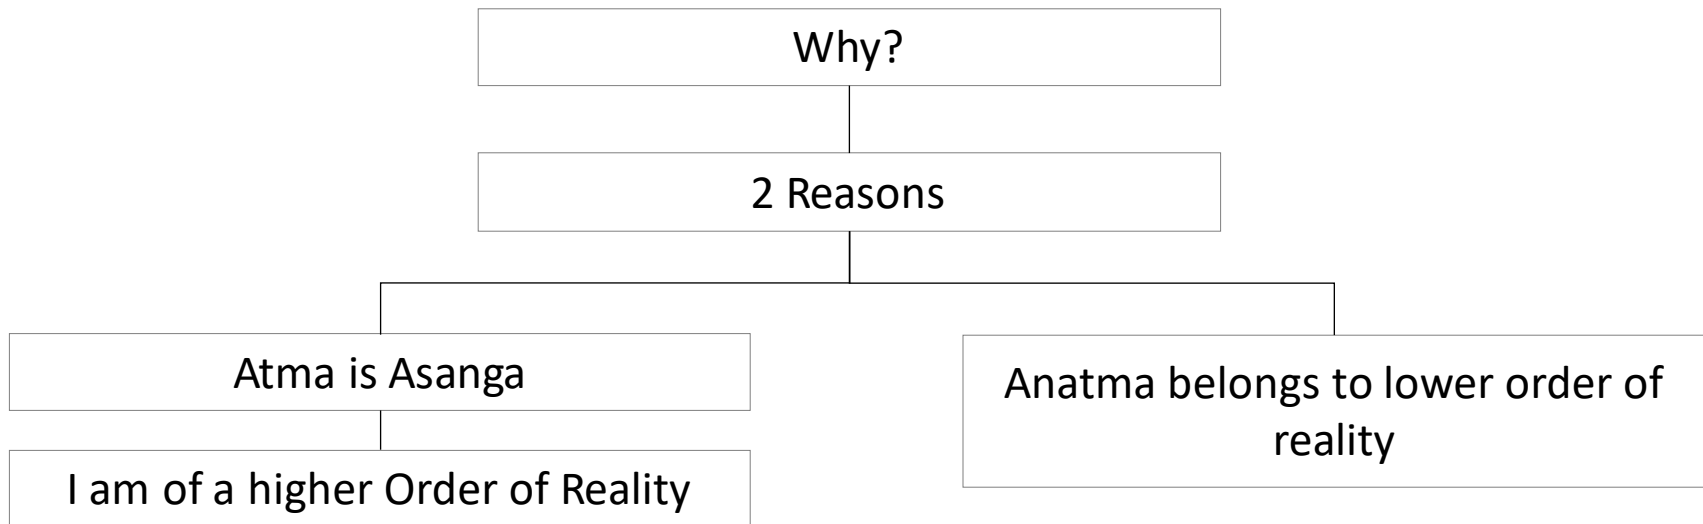 Why?
2 Reasons
Atma is Asanga
I am of a higher Order of Reality
Anatma belongs to lower order of
reality